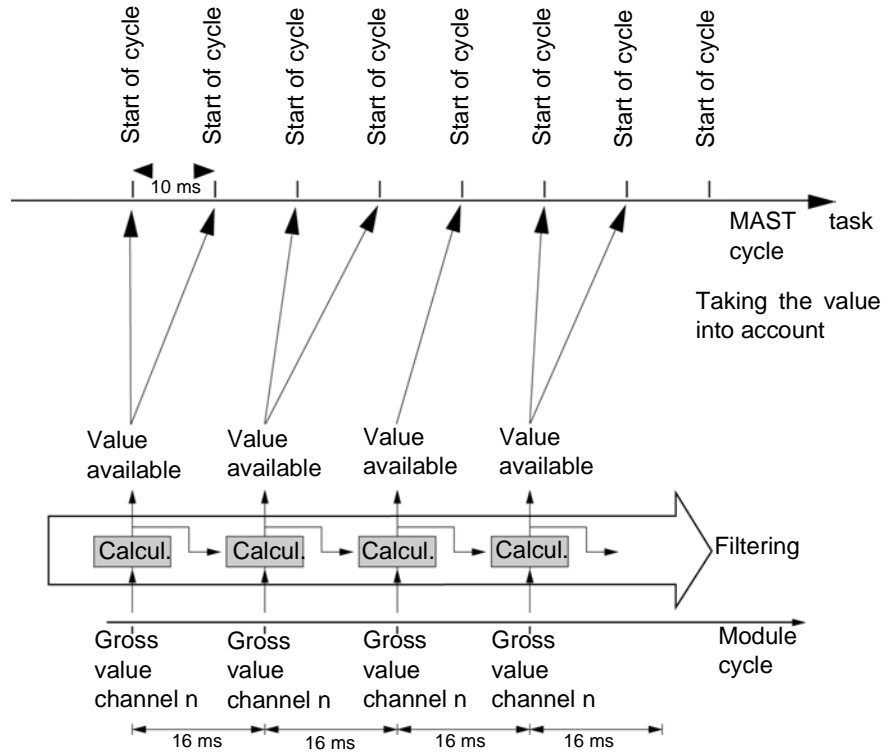 Start of cycle
Start of cycle
Start of cycle
Start of cycle
Start of cycle
Start of cycle
Start of cycle
Start of cycle
10 ms
MAST task
cycle
Taking the value
into account
Value
available
Value
available
Value
available
Value
available
Calcul.
Calcul.
Calcul.
Calcul.
Filtering
Gross
value
channel n
Gross
value
channel n
Gross
value
channel n
Gross
value
channel n
Module
cycle
16 ms
16 ms
16 ms
16 ms